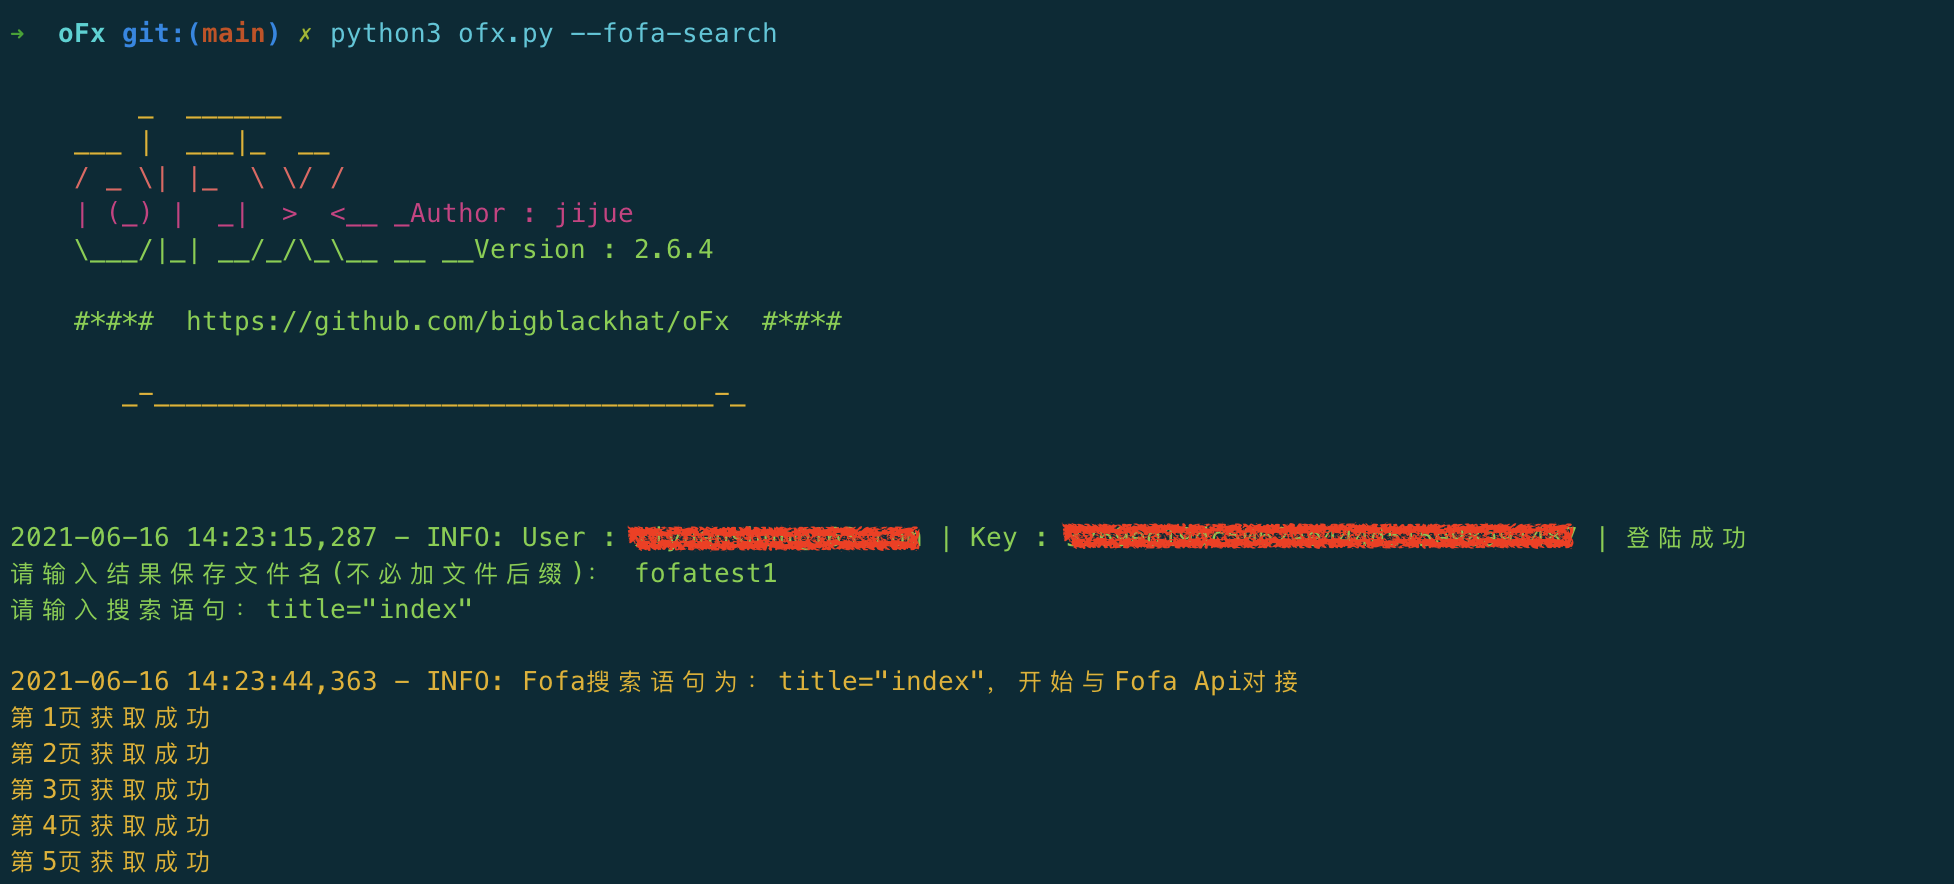 → oFx git:(main) ✗ python3 ofx.py --fofa-search
_ ______
___ | ___|_ __
/ _ \| |_ \ \/ /
| (_) | _| > <__ _Author : jijue
\___/|_| __/_/\_\__ __ __Version : 2.6.4
#*#*# https://github.com/bigblackhat/oFx #*#*#
_-___________________________________-_
2021-06-16 14:23:15,287 - INFO: User : | Key : | 登陆成功
请输入结果保存文件名(不必加文件后缀): fofatest1
请输入搜索语句: title="index"
2021-06-16 14:23:44,363 - INFO: Fofa搜索语句为: title="index", 开始与Fofa Api对接
第1页获取成功
第2页获取成功
第3页获取成功
第4页获取成功
第5页获取成功